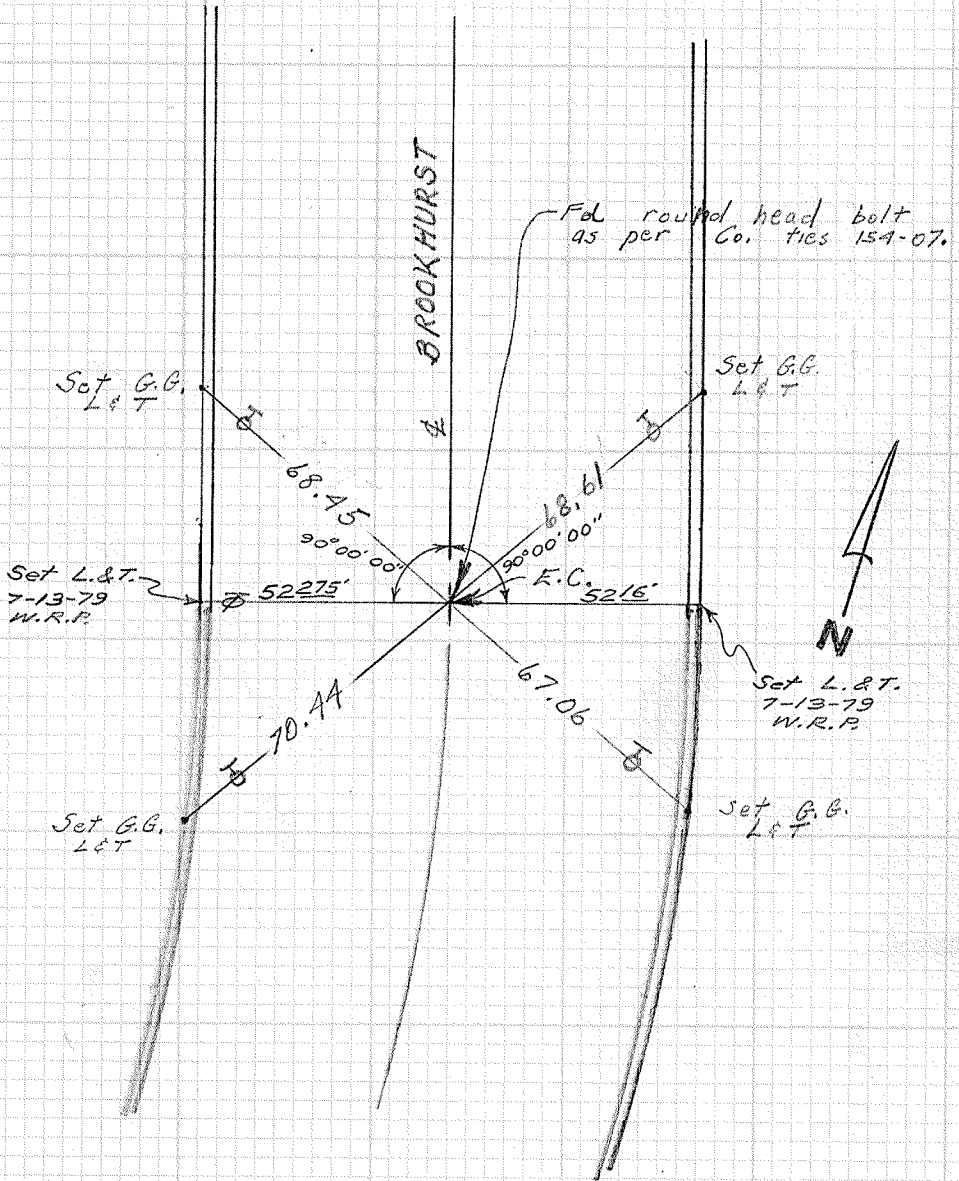 BROOKHURST
℄
Fd. round head bolt
as per Co. ties 154-07.
Set G.G.
L & T
Set G.G.
L & T
68.45
68.61
90°00'00"
90°00'00"
E.C.
Set L.&T.
7-13-79
W.R.P.
52.275'
52.16'
N
Set L.&T.
7-13-79
W.R.P.
70.44
67.06
Set G.G.
L & T
Set G.G.
L & T